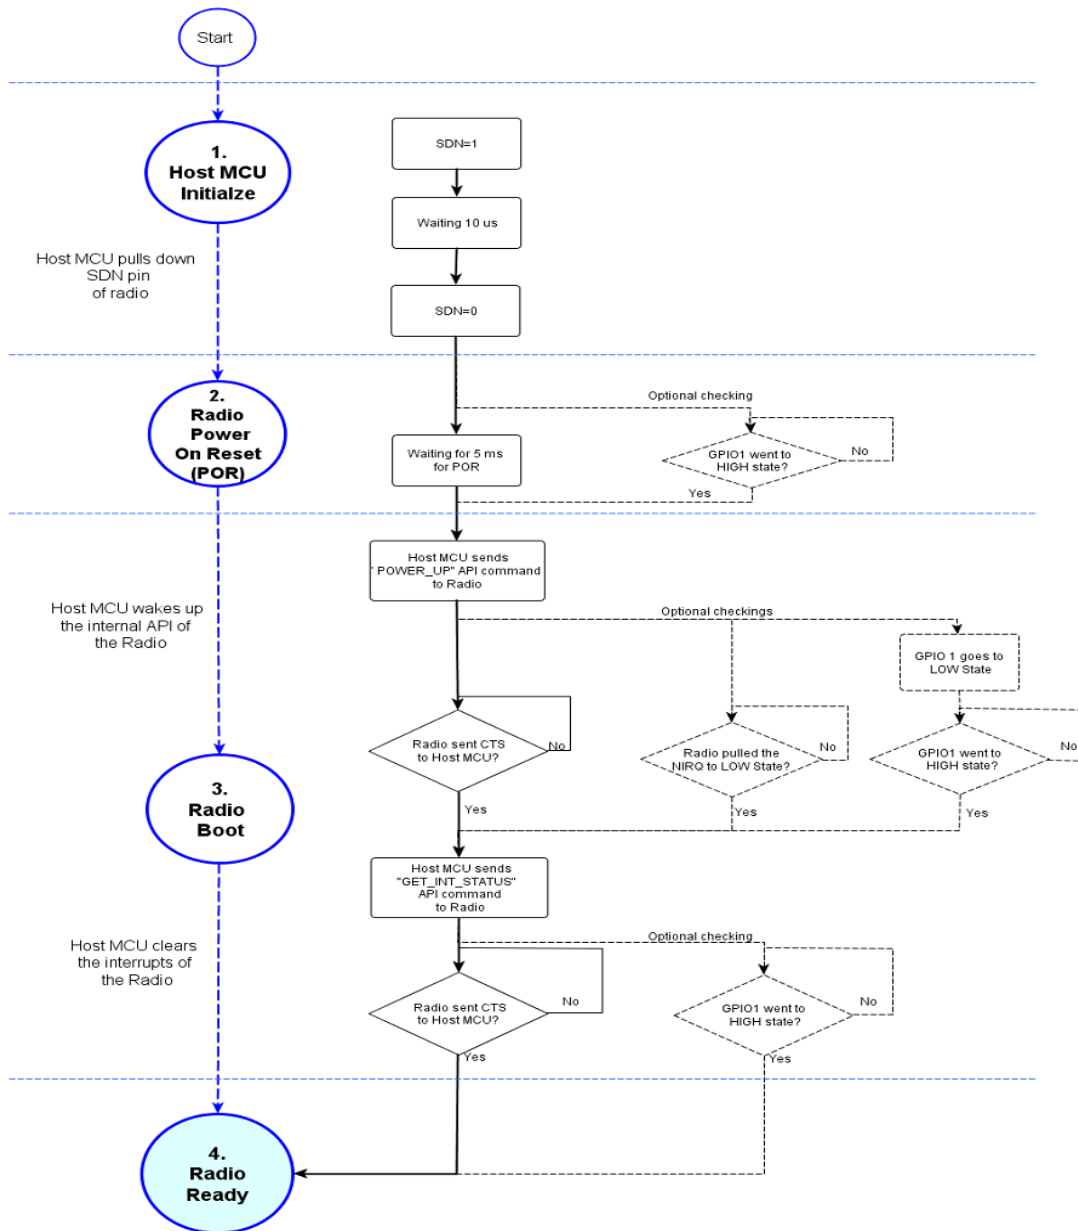 Start
1.
Host MCU
Initialze
SDN=1
Waiting 10 us
SDN=0
Host MCU pulls down
SDN pin
of radio
2.
Radio
Power
On Reset
(POR)
Optional checking
Waiting for 5 ms
for POR
GPIO1 went to
HIGH state?
No
Yes
Host MCU sends
" POWER_UP" API command
to Radio
Host MCU wakes up
the internal API of
the Radio
Optional checkings
GPIO 1 goes to
LOW State
Radio sent CTS
to Host MCU?
No
Radio pulled the
NIRQ to LOW State?
No
GPIO1 went to
HIGH state?
No
Yes
Yes
Yes
3.
Radio
Boot
Host MCU sends
"GET_INT_STATUS"
API command
to Radio
Host MCU clears
the interrupts of
the Radio
Optional checking
Radio sent CTS
to Host MCU?
No
GPIO1 went to
HIGH state?
No
Yes
Yes
4.
Radio
Ready